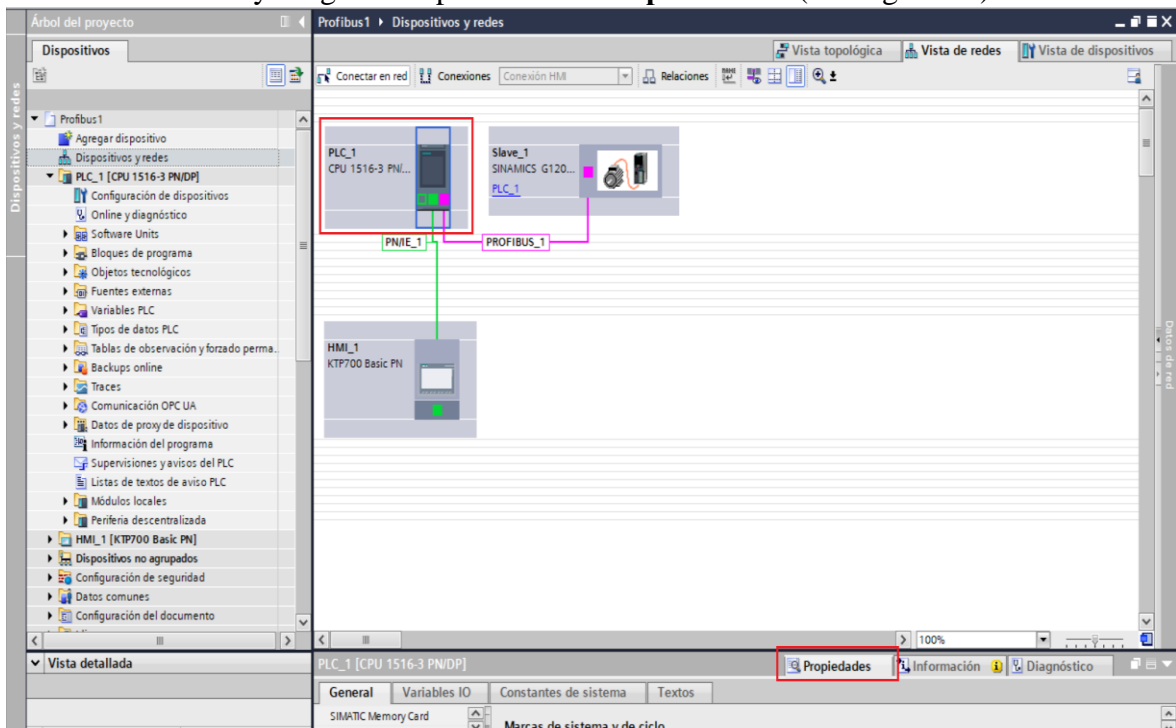 Árbol del proyecto
Dispositivos
Profibus1
Agregar dispositivo
Dispositivos y redes
PLC_1 [CPU 1516-3 PN/DP]
Configuración de dispositivos
Online y diagnóstico
Software Units
Bloques de programa
Objetos tecnológicos
Fuentes externas
Variables PLC
Tipos de datos PLC
Tablas de observación y forzado perma..
Backups online
Traces
Comunicación OPC UA
Datos de proxy de dispositivo
Información del programa
Supervisiones y avisos del PLC
Listas de textos de aviso PLC
Módulos locales
Periferia descentralizada
HMI_1 [KTP700 Basic PN]
Dispositivos no agrupados
Configuración de seguridad
Datos comunes
Configuración del documento
Vista detallada
Dispositivos y redes
Profibus1 ▸ Dispositivos y redes
Vista topológica
Vista de redes
Vista de dispositivos
Conectar en red
Conexiones
Conexión HMI
Relaciones
PLC_1
CPU 1516-3 PN/...
Slave_1
SINAMICS G120...
PLC_1
PN/IE_1
PROFIBUS_1
HMI_1
KTP700 Basic PN
100%
Datos de red
PLC_1 [CPU 1516-3 PN/DP]
Propiedades
Información
Diagnóstico
General
Variables IO
Constantes de sistema
Textos
SIMATIC Memory Card
Marcas de sistema y de ciclo